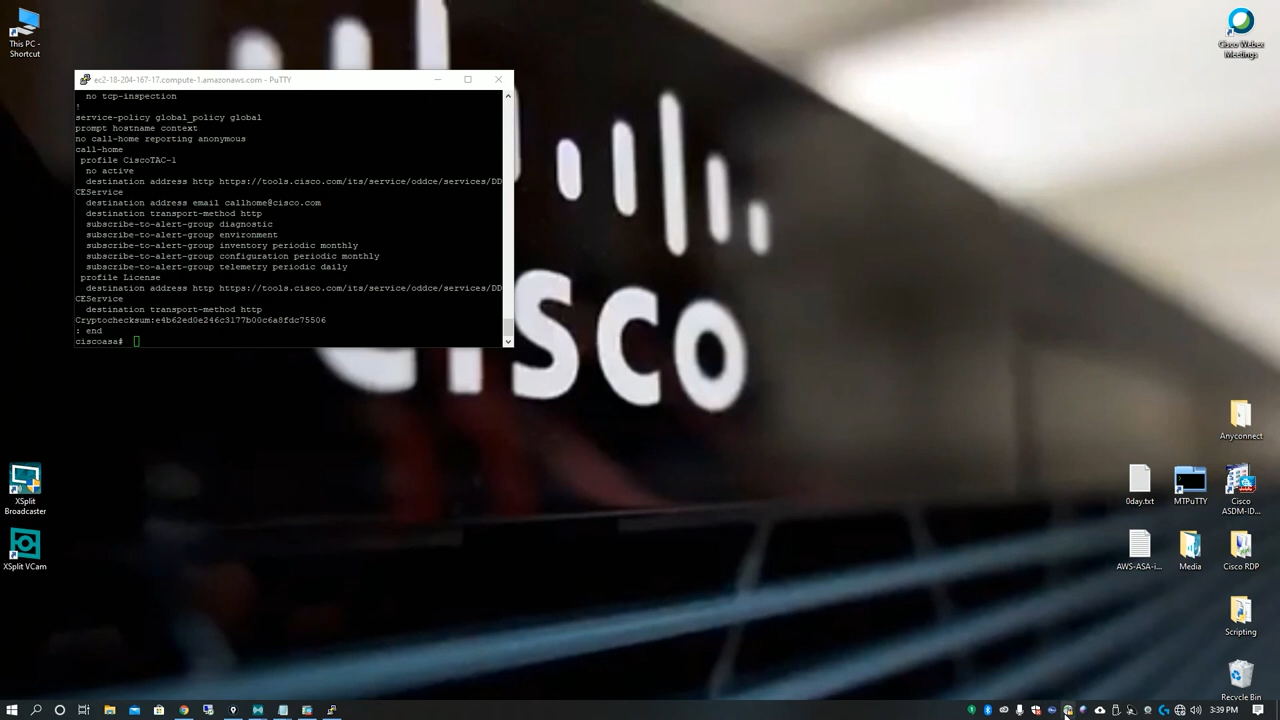 This PC -
Shortcut
Cisco Webex
Meetings
ec2-18-204-167-17.compute-1.amazonaws.com - PuTTY
no tcp-inspection
!
service-policy global_policy global
prompt hostname context
no call-home reporting anonymous
call-home
profile CiscoTAC-1
no active
destination address http https://tools.cisco.com/its/service/oddce/services/DD
CEService
destination address email callhome@cisco.com
destination transport-method http
subscribe-to-alert-group diagnostic
subscribe-to-alert-group environment
subscribe-to-alert-group inventory periodic monthly
subscribe-to-alert-group configuration periodic monthly
subscribe-to-alert-group telemetry periodic daily
profile License
destination address http https://tools.cisco.com/its/service/oddce/services/DD
CEService
destination transport-method http
Cryptochecksum:e4b62ed0e246c3177b00c6a8fdc75506
: end
ciscoasa#
cisco
Anyconnect
XSplit
Broadcaster
0day.txt
MTPuTTY
Cisco
ASDM-ID...
XSplit VCam
AWS-ASA-i...
Media
Cisco RDP
Scripting
Recycle Bin
3:39 PM